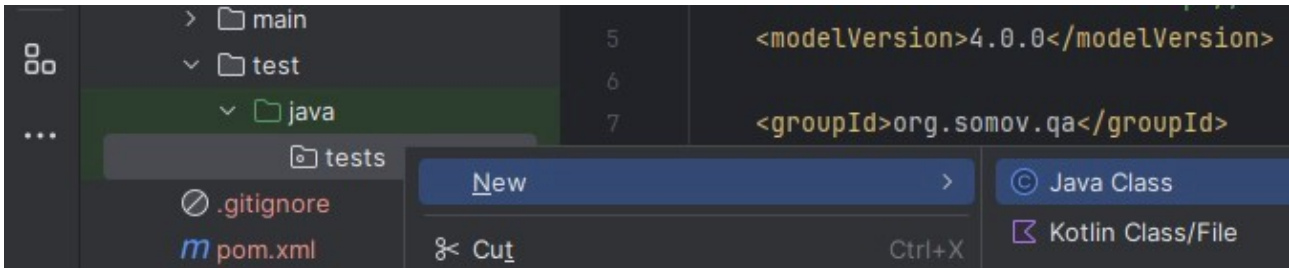 main
test
java
tests
.gitignore
m pom.xml
5 <modelVersion>4.0.0</modelVersion>
6
7 <groupId>org.somov.qa</groupId>
New >
Cut Ctrl+X
Java Class
Kotlin Class/File